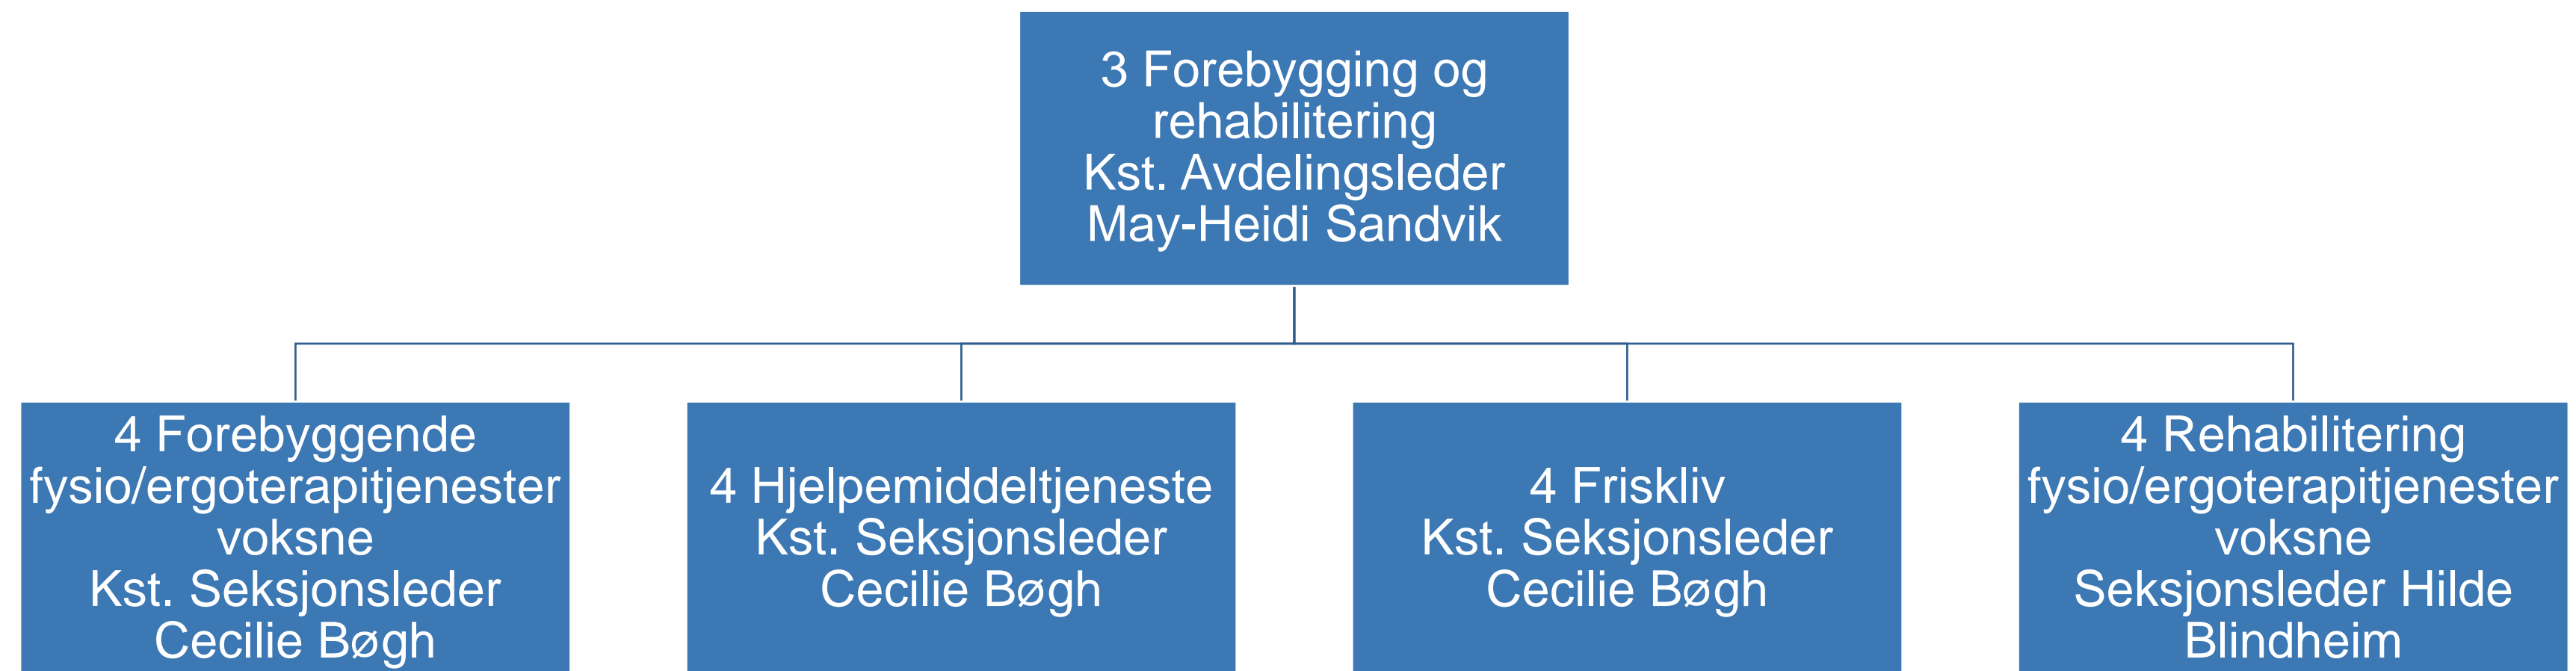 3 Forebygging og
rehabilitering
Kst. Avdelingsleder
May-Heidi Sandvik
4 Forebyggende
fysio/ergoterapitjenester
voksne
Kst. Seksjonsleder
Cecilie Bøgh
4 Hjelpemiddeltjeneste
Kst. Seksjonsleder
Cecilie Bøgh
4 Friskliv
Kst. Seksjonsleder
Cecilie Bøgh
4 Rehabilitering
fysio/ergoterapitjenester
voksne
Seksjonsleder Hilde
Blindheim